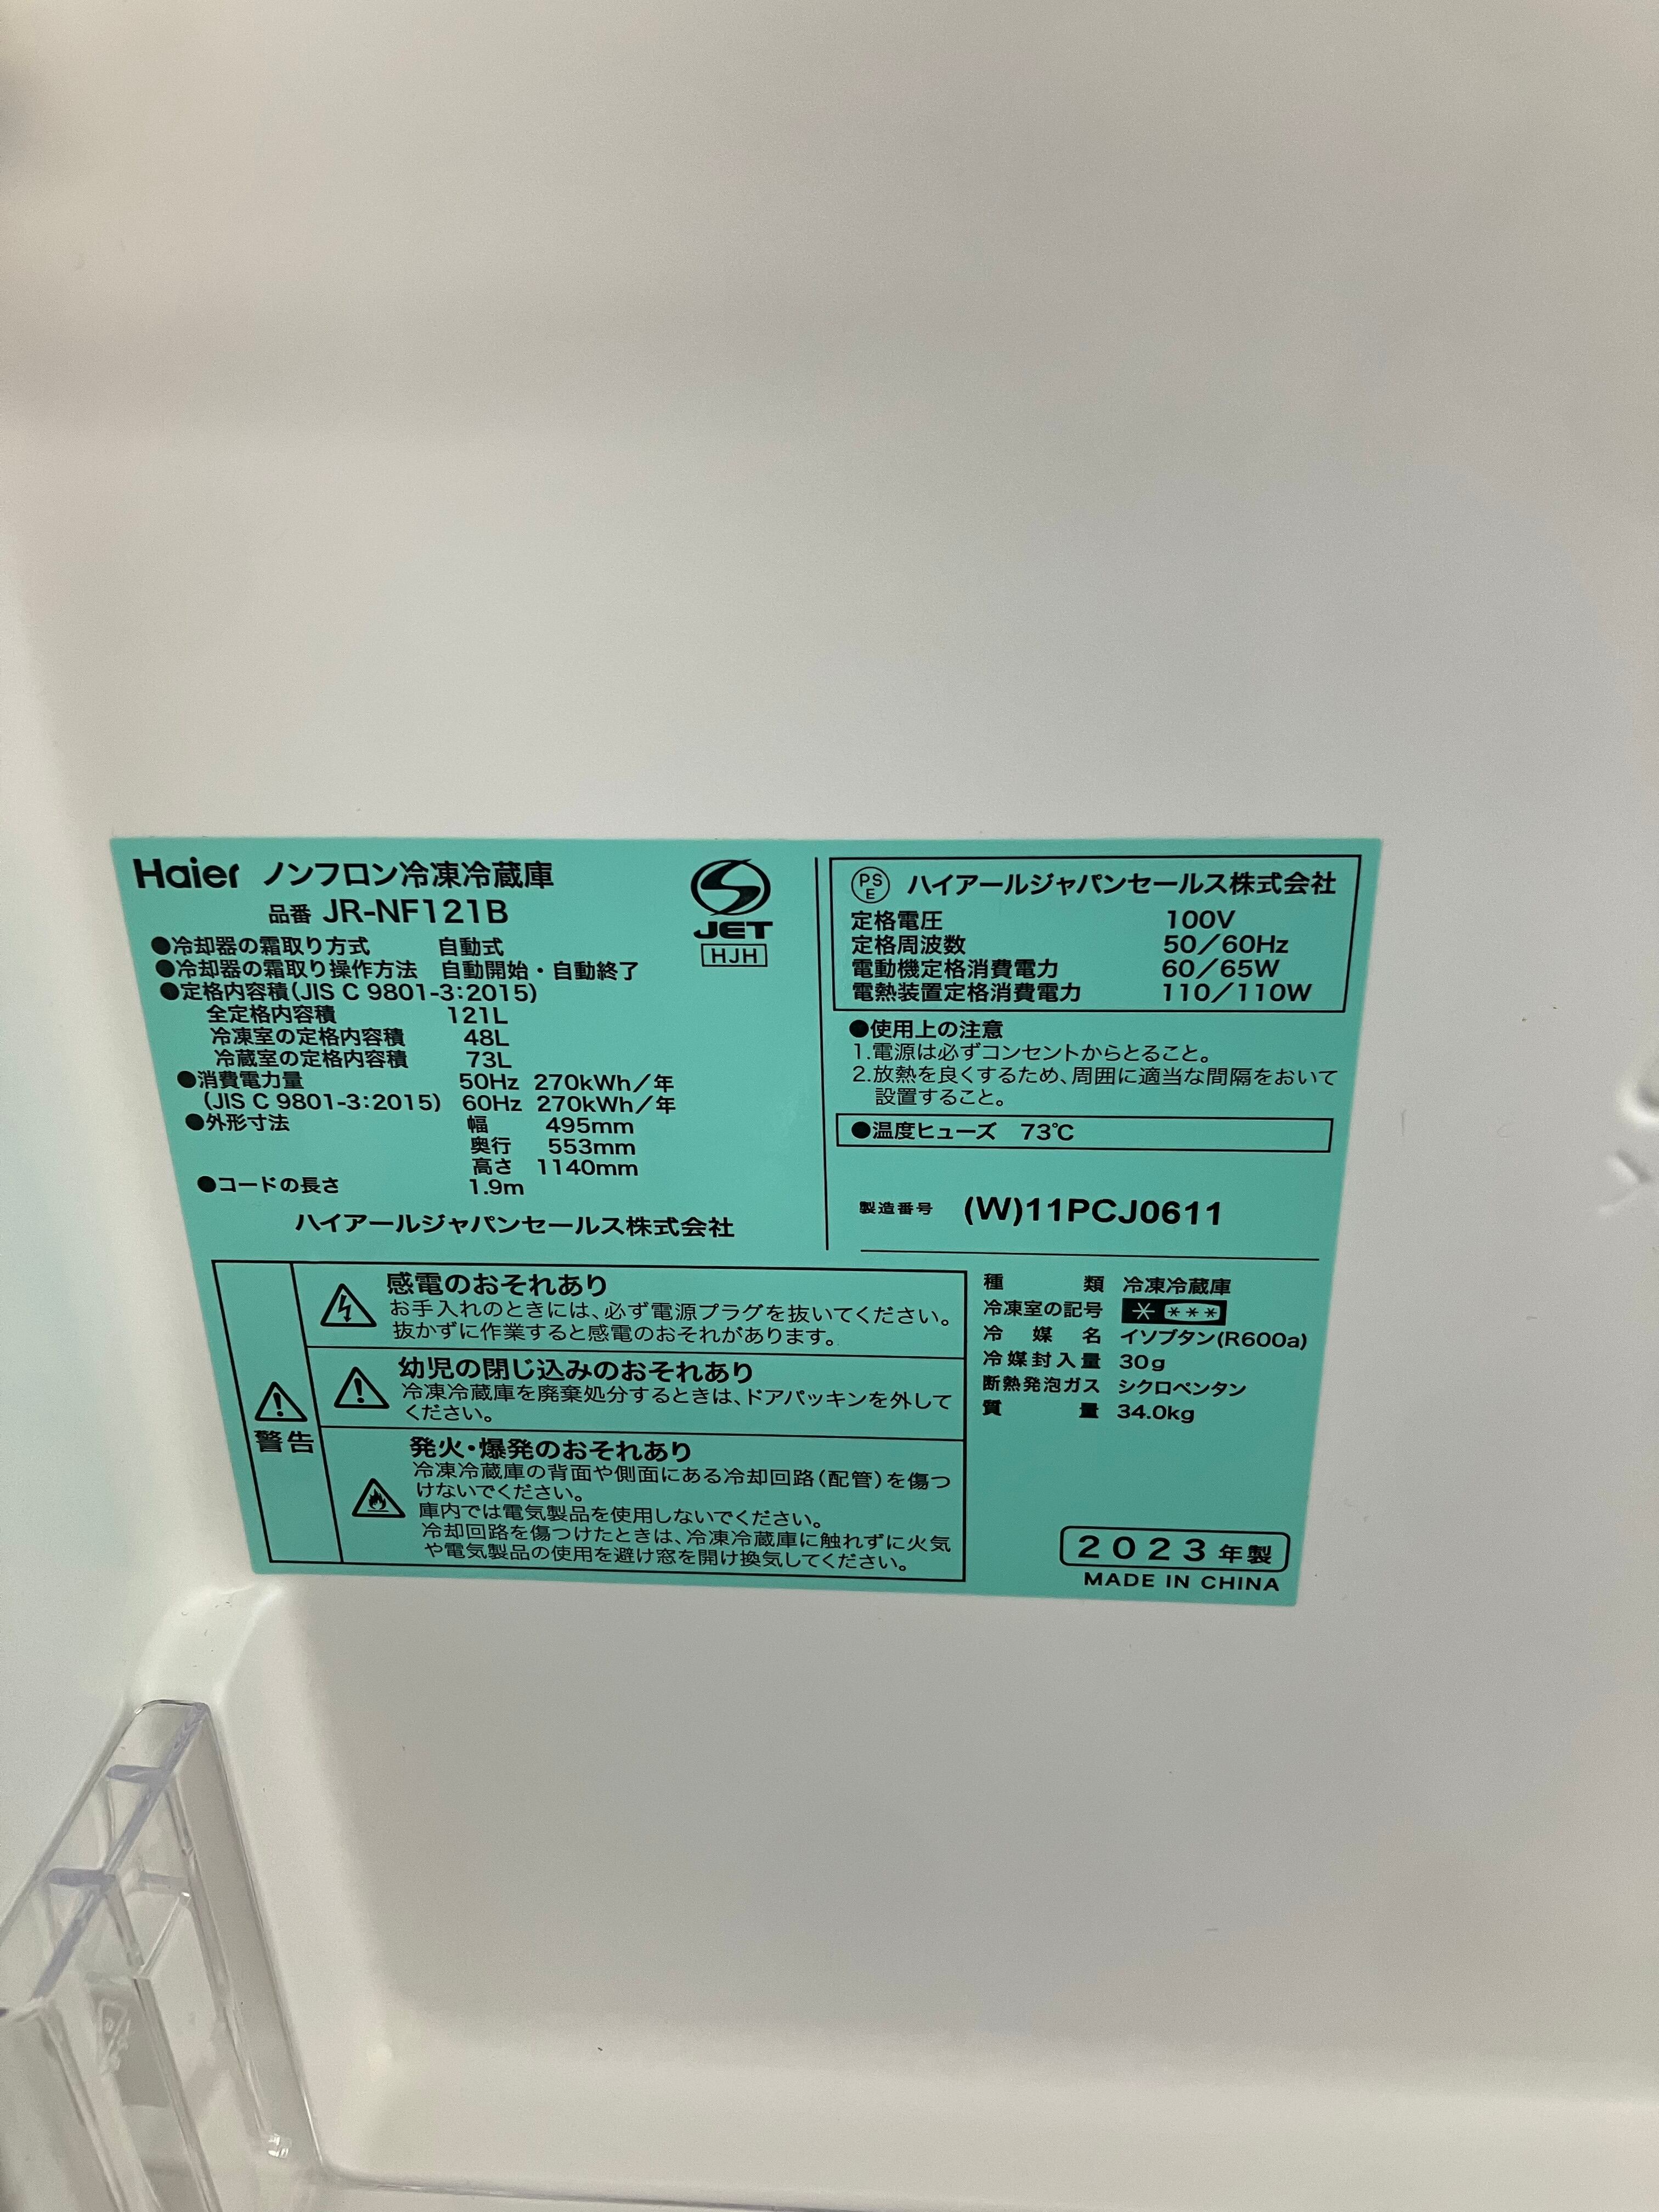 Haier ノンフロン冷凍冷蔵庫
品番 JR-NF121B
●冷却器の霜取り方式 自動式
●冷却器の霜取り操作方法 自動開始・自動終了
●定格内容積(JIS C 9801-3:2015)
全定格内容積 121L
冷凍室の定格内容積 48L
冷蔵室の定格内容積 73L
●消費電力量 50Hz 270kWh/年
(JIS C 9801-3:2015) 60Hz 270kWh/年
●外形寸法 幅 495mm
奥行 553mm
高さ 1140mm
●コードの長さ 1.9m
ハイアールジャパンセールス株式会社
JET
HJH
PSE ハイアールジャパンセールス株式会社
定格電圧 100V
定格周波数 50/60Hz
電動機定格消費電力 60/65W
電熱装置定格消費電力 110/110W
●使用上の注意
1.電源は必ずコンセントからとること。
2.放熱を良くするため、周囲に適当な間隔をおいて
設置すること。
●温度ヒューズ 73℃
製造番号 (W)11PCJ0611
警告
感電のおそれあり
お手入れのときには、必ず電源プラグを抜いてください。
抜かずに作業すると感電のおそれがあります。
幼児の閉じ込みのおそれあり
冷凍冷蔵庫を廃棄処分するときは、ドアパッキンを外して
ください。
発火・爆発のおそれあり
冷凍冷蔵庫の背面や側面にある冷却回路(配管)を傷つ
けないでください。
庫内では電気製品を使用しないでください。
冷却回路を傷つけたときは、冷凍冷蔵庫に触れずに火気
や電気製品の使用を避け窓を開け換気してください。
種類 冷凍冷蔵庫
冷凍室の記号 * ***
冷媒名 イソブタン(R600a)
冷媒封入量 30g
断熱発泡ガス シクロペンタン
質量 34.0kg
2023年製
MADE IN CHINA